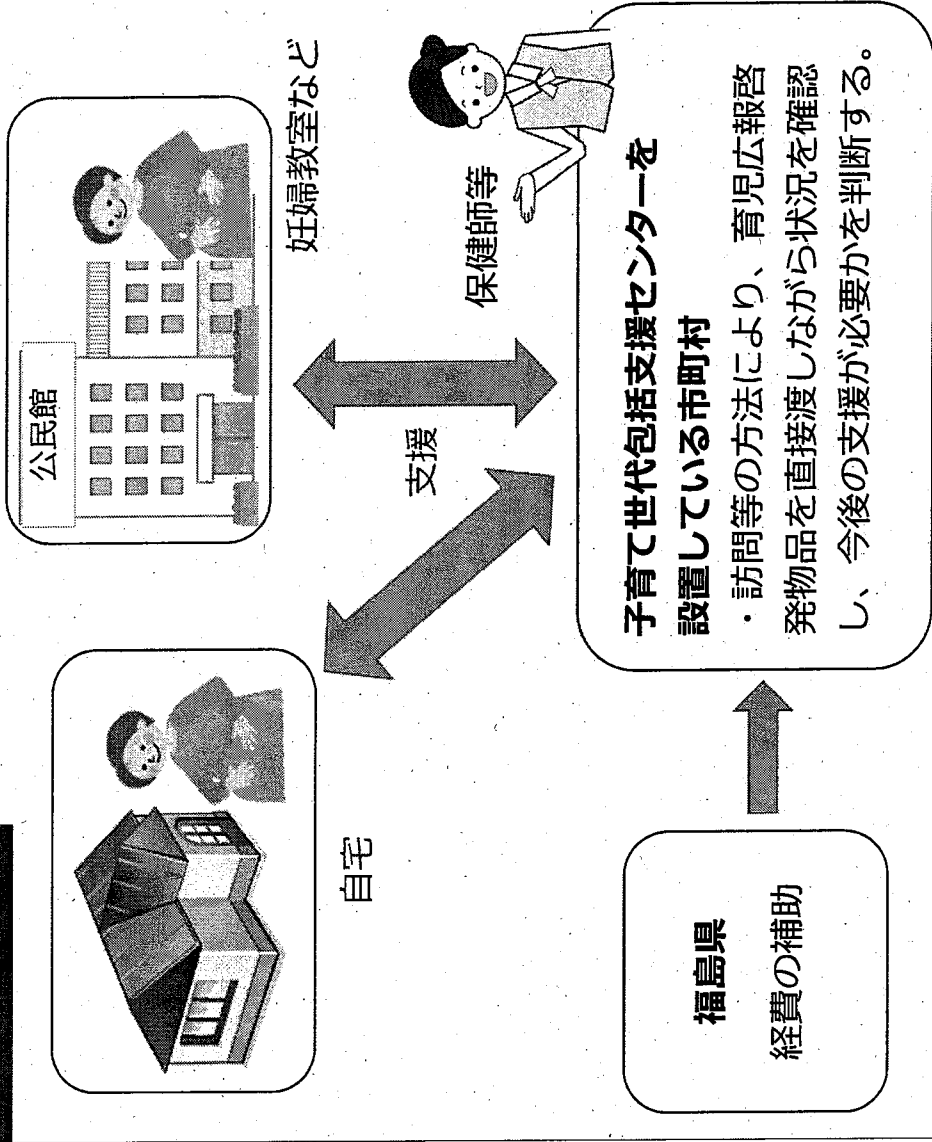 公民館
妊婦教室など
自宅
支援
保健師等
福島県
経費の補助
子育て世代包括支援センターを
設置している市町村
・訪問等の方法により、育児広報啓
発物品を直接渡しながら状況を確認
し、今後の支援が必要かを判断する。